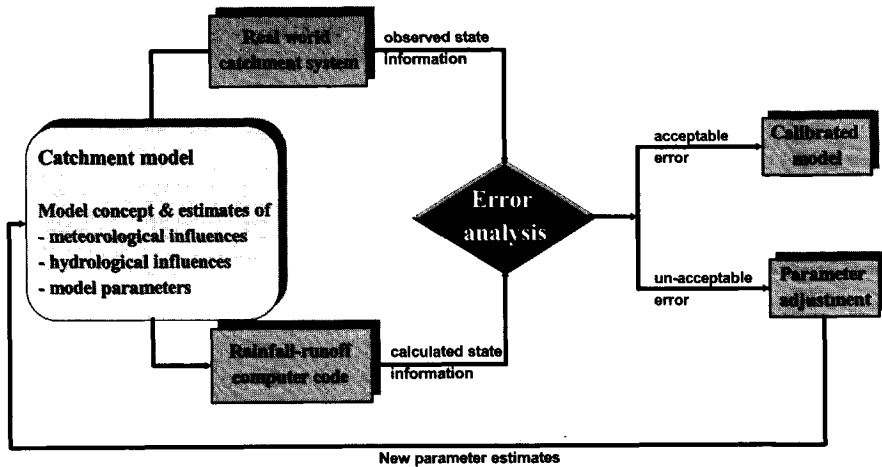 Real world
catchment system
observed state
information
Catchment model
Model concept & estimates of
- meteorological influences
- hydrological influences
- model parameters
Error
analysis
acceptable
error
Calibrated
model
un-acceptable
error
Parameter
adjustment
Rainfall-runoff
computer code
calculated state
information
New parameter estimates